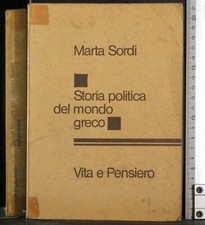 Marta Sordi
Storia politica
del mondo
greco
Vita e Pensiero